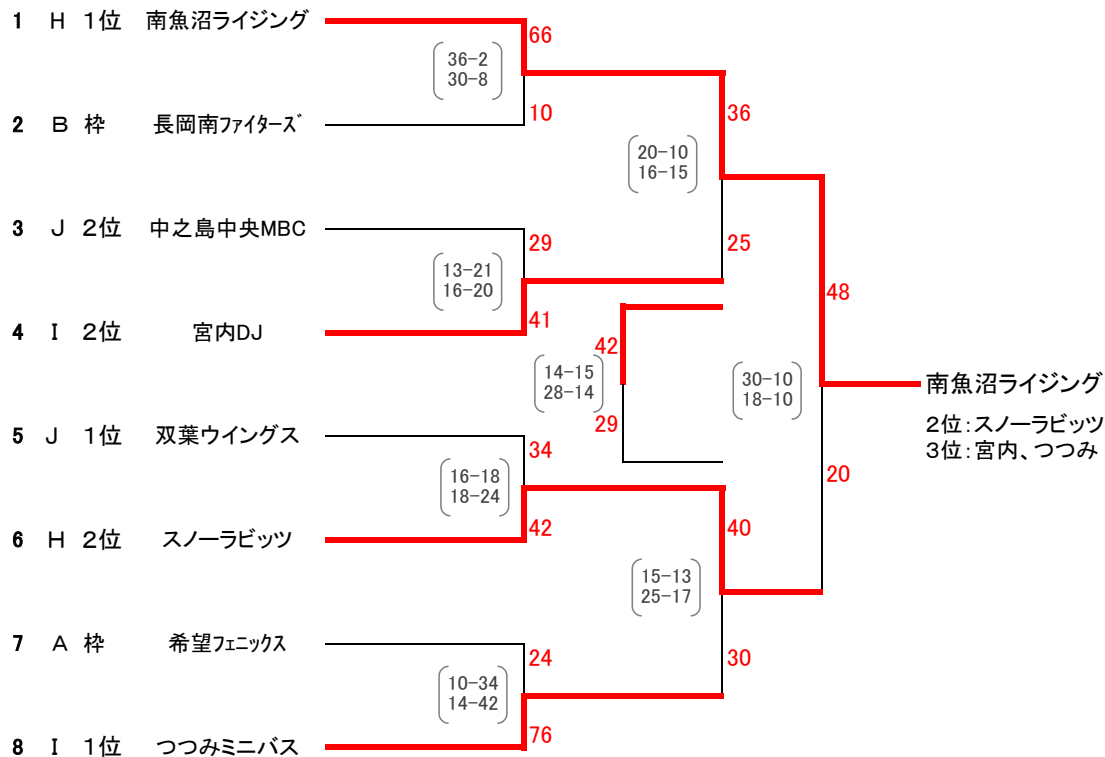 1 H 1位 南魚沼ライジング
66
36-2
30-8
10
2 B 枠 長岡南ファイターズ
36
20-10
16-15
3 J 2位 中之島中央MBC
29
25
13-21
16-20
41
4 I 2位 宮内DJ
48
42
14-15
28-14
29
30-10
18-10
南魚沼ライジング
2位：スノーラビッツ
3位：宮内、つつみ
5 J 1位 双葉ウイングス
34
20
16-18
18-24
42
6 H 2位 スノーラビッツ
40
15-13
25-17
7 A 枠 希望フェニックス
24
30
10-34
14-42
76
8 I 1位 つつみミニバス